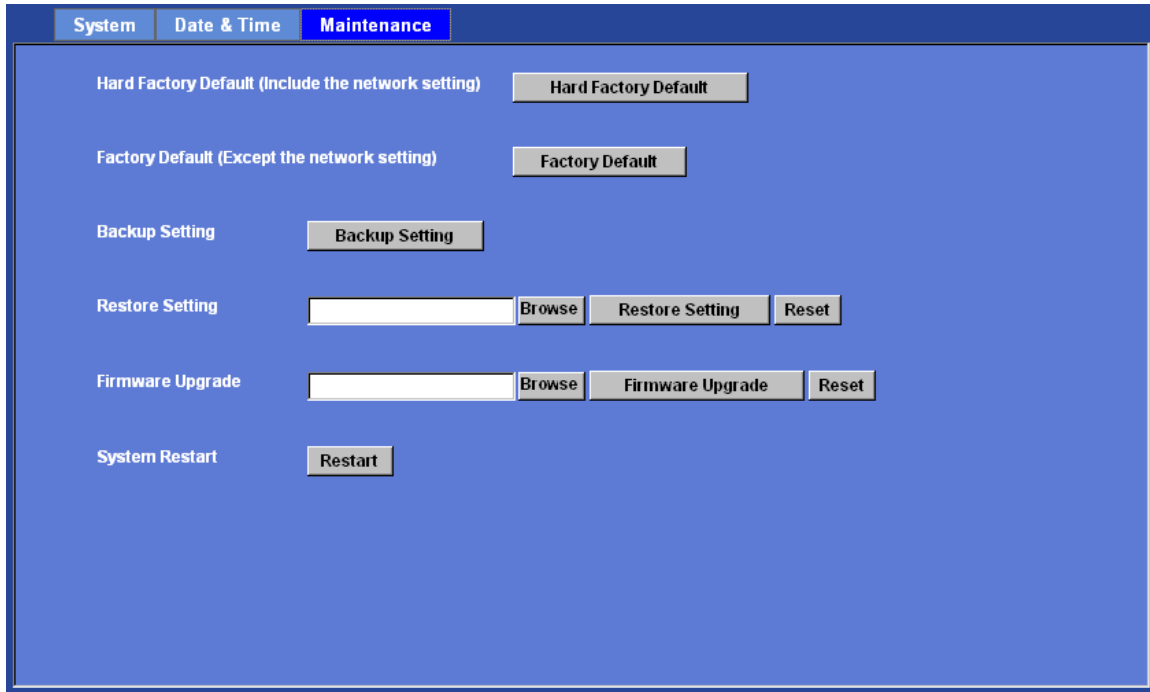 System Date & Time Maintenance
Hard Factory Default (Include the network setting) Hard Factory Default
Factory Default (Except the network setting) Factory Default
Backup Setting Backup Setting
Restore Setting Browse Restore Setting Reset
Firmware Upgrade Browse Firmware Upgrade Reset
System Restart Restart